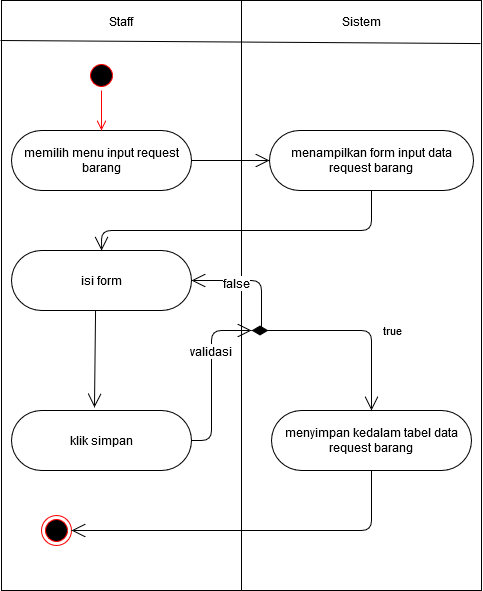 Staff
Sistem
memilih menu input request
barang
menampilkan form input data
request barang
isi form
false
true
validasi
klik simpan
menyimpan kedalam tabel data
request barang